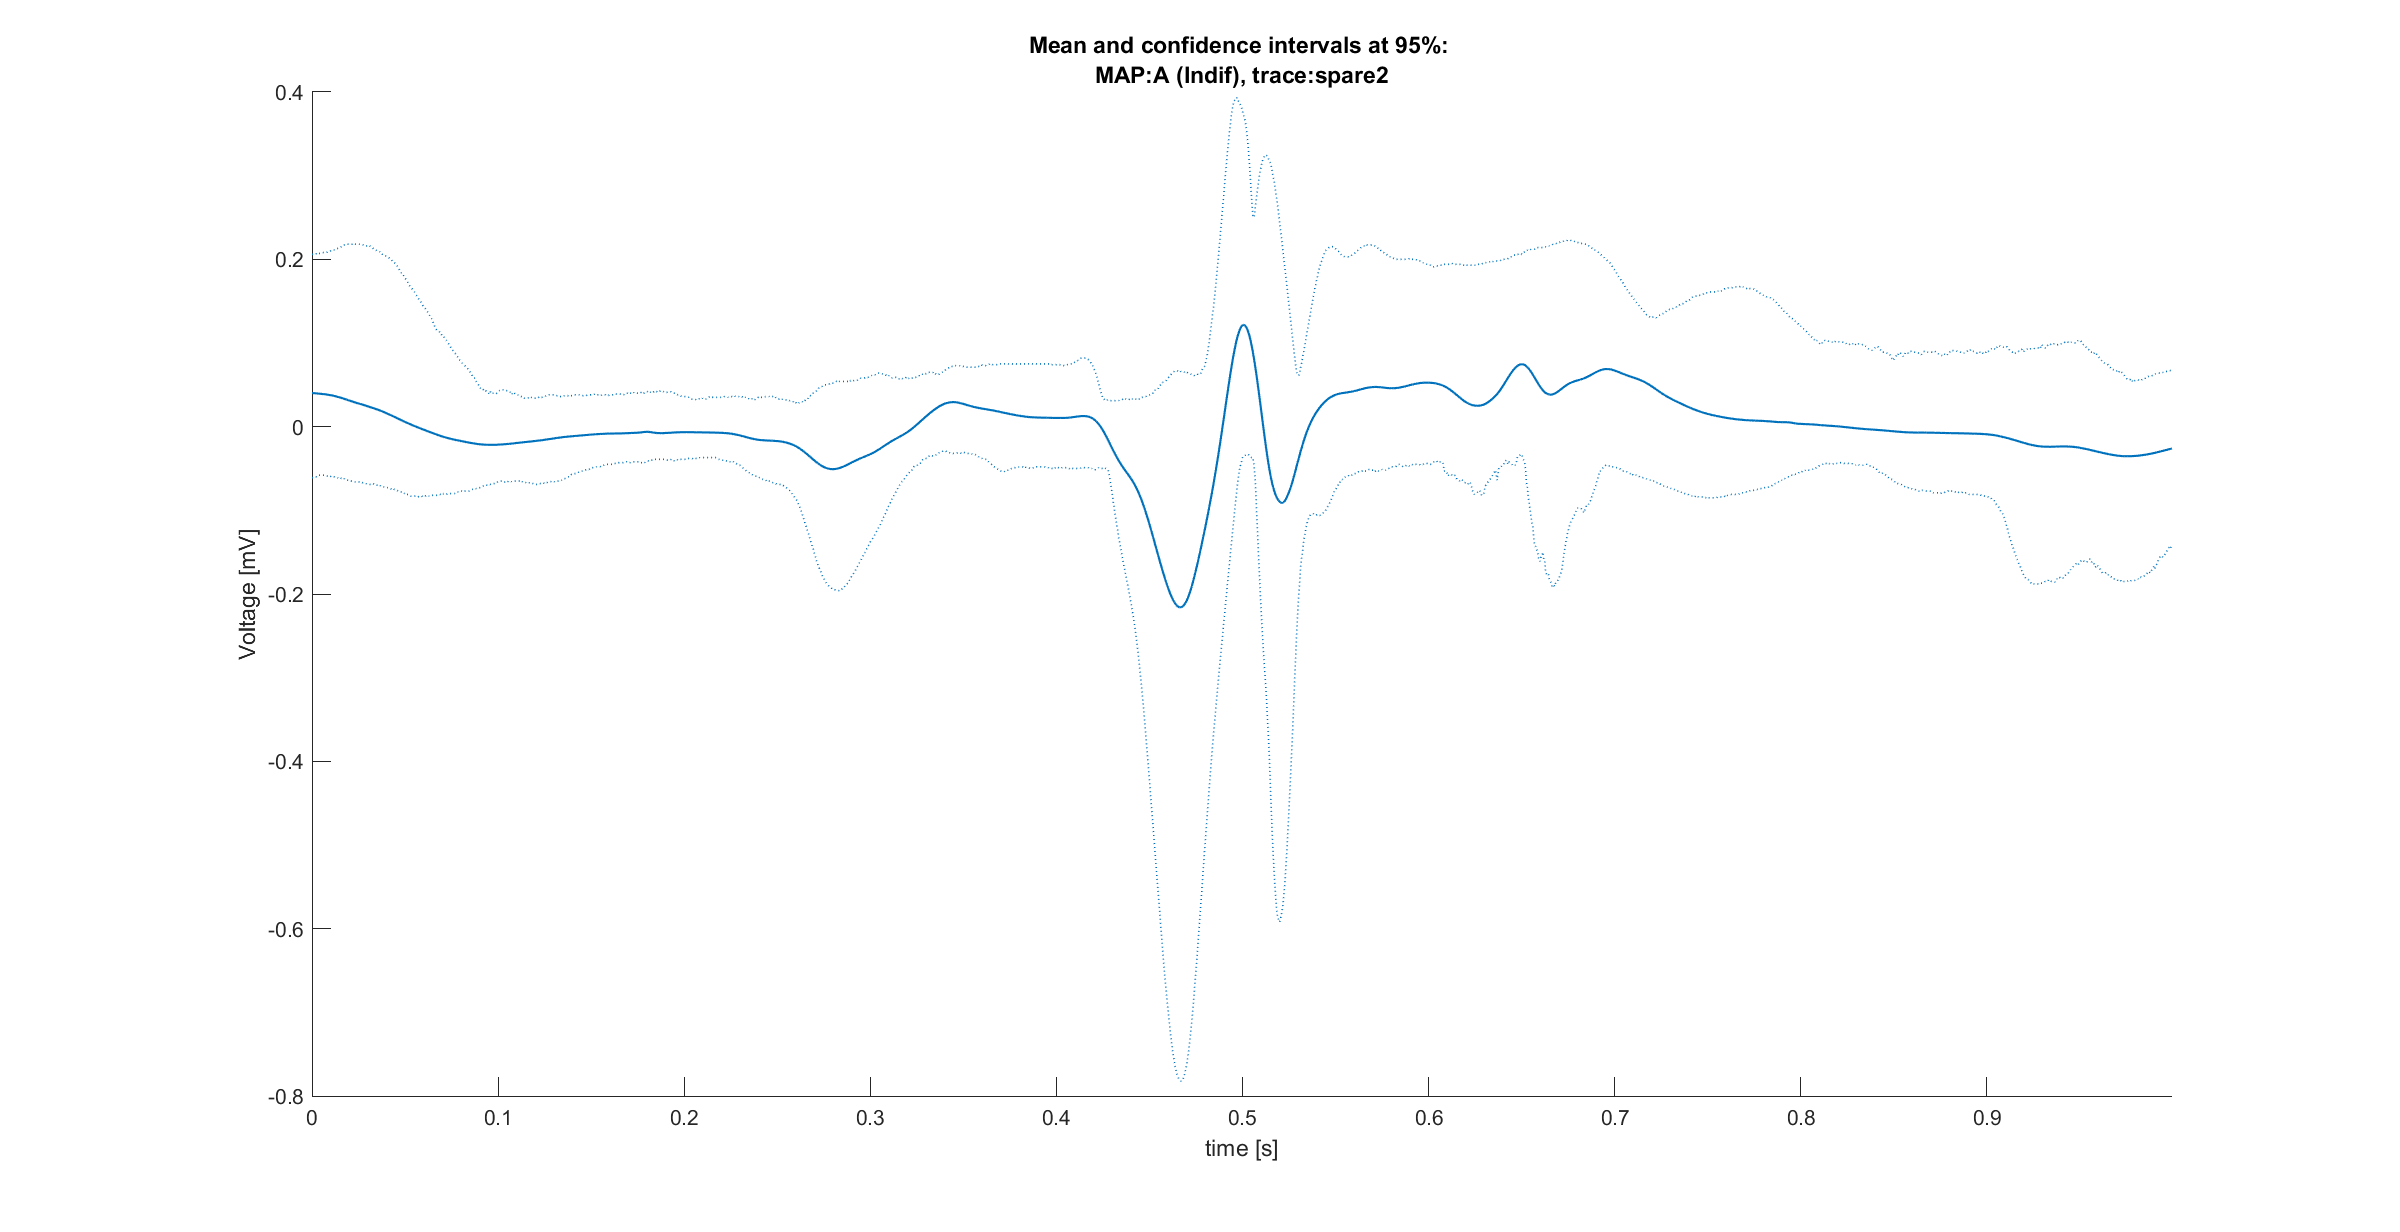 Mean and confidence intervals at 95%:
MAP:A (Indif), trace:spare2
0.4
0.2
0
-0.2
-0.4
-0.6
-0.8
Voltage [mV]
0 0.1 0.2 0.3 0.4 0.5 0.6 0.7 0.8 0.9
time [s]